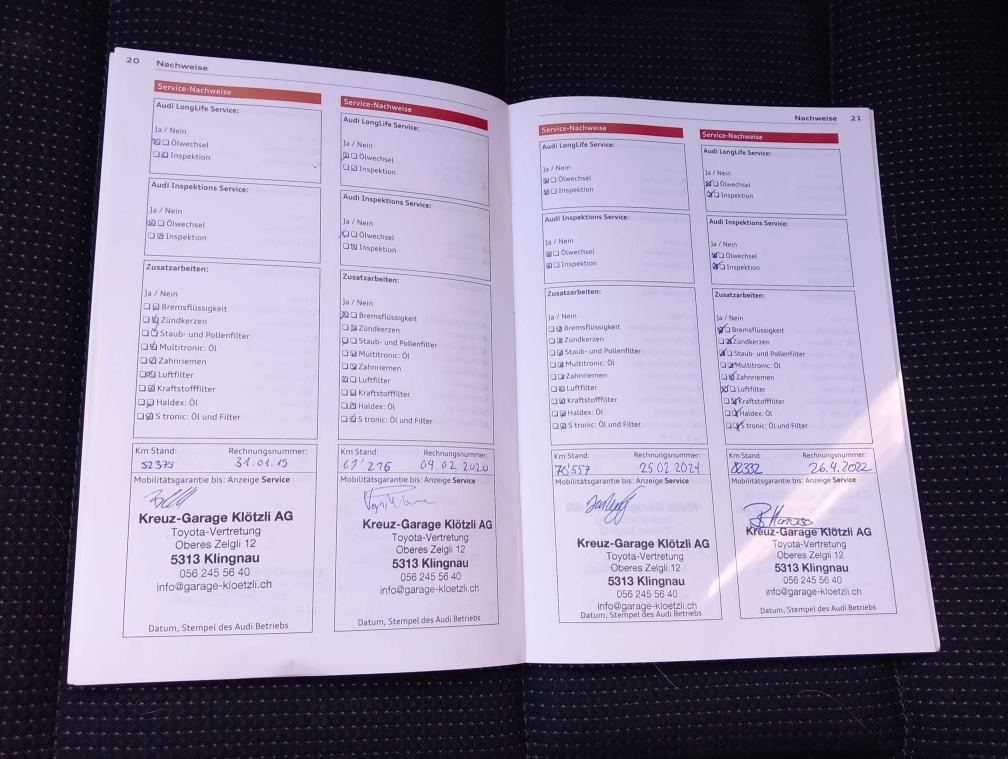 20 Nachweise
Service-Nachweise
Audi LongLife Service:
Ja / Nein
Ölwechsel
Inspektion
Audi Inspektions Service:
Ja / Nein
Ölwechsel
Inspektion
Zusatzarbeiten:
Ja / Nein
Bremsflüssigkeit
Zündkerzen
Staub- und Pollenfilter
Multitronic: Öl
Zahnriemen
Luftfilter
Kraftstofffilter
Haldex: Öl
S tronic: Öl und Filter
Km Stand: Rechnungsnummer:
52375 31.01.19
Mobilitätsgarantie bis: Anzeige Service
Kreuz-Garage Klötzli AG
Toyota-Vertretung
Oberes Zelgli 12
5313 Klingnau
056 245 56 40
info@garage-kloetzli.ch
Datum, Stempel des Audi Betriebs
Service-Nachweise
Audi LongLife Service:
Ja / Nein
Ölwechsel
Inspektion
Audi Inspektions Service:
Ja / Nein
Ölwechsel
Inspektion
Zusatzarbeiten:
Ja / Nein
Bremsflüssigkeit
Zündkerzen
Staub- und Pollenfilter
Multitronic: Öl
Zahnriemen
Luftfilter
Kraftstofffilter
Haldex: Öl
S tronic: Öl und Filter
Km Stand: Rechnungsnummer:
61'276 04.02.2020
Mobilitätsgarantie bis: Anzeige Service
Kreuz-Garage Klötzli AG
Toyota-Vertretung
Oberes Zelgli 12
5313 Klingnau
056 245 56 40
info@garage-kloetzli.ch
Datum, Stempel des Audi Betriebs
Nachweise 21
Service-Nachweise
Audi LongLife Service:
Ja / Nein
Ölwechsel
Inspektion
Audi Inspektions Service:
Ja / Nein
Ölwechsel
Inspektion
Zusatzarbeiten:
Ja / Nein
Bremsflüssigkeit
Zündkerzen
Staub- und Pollenfilter
Multitronic: Öl
Zahnriemen
Luftfilter
Kraftstofffilter
Haldex: Öl
S tronic: Öl und Filter
Km Stand: Rechnungsnummer:
76'557 25.02.2021
Mobilitätsgarantie bis: Anzeige Service
Kreuz-Garage Klötzli AG
Toyota-Vertretung
Oberes Zelgli 12
5313 Klingnau
056 245 56 40
info@garage-kloetzli.ch
Datum, Stempel des Audi Betriebs
Service-Nachweise
Audi LongLife Service:
Ja / Nein
Ölwechsel
Inspektion
Audi Inspektions Service:
Ja / Nein
Ölwechsel
Inspektion
Zusatzarbeiten:
Ja / Nein
Bremsflüssigkeit
Zündkerzen
Staub- und Pollenfilter
Multitronic: Öl
Zahnriemen
Luftfilter
Kraftstofffilter
Haldex: Öl
S tronic: Öl und Filter
Km Stand: Rechnungsnummer:
82332 26.4.2022
Mobilitätsgarantie bis: Anzeige Service
Kreuz-Garage Klötzli AG
Toyota-Vertretung
Oberes Zelgli 12
5313 Klingnau
056 245 56 40
info@garage-kloetzli.ch
Datum, Stempel des Audi Betriebs